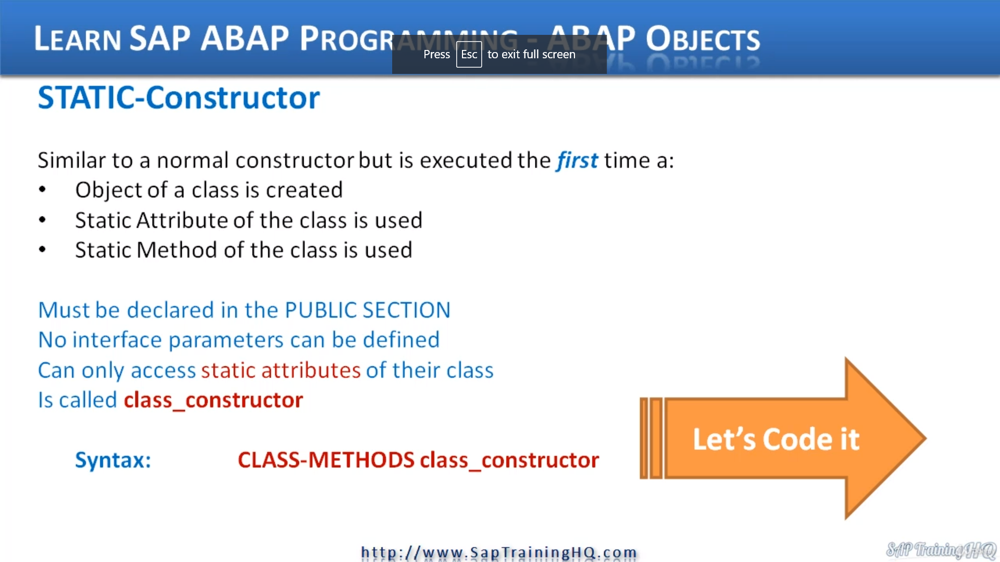 LEARN SAP ABAP PROGRAMMING - ABAP OBJECTS
Press Esc to exit full screen
STATIC-Constructor
Similar to a normal constructor but is executed the first time a:
• Object of a class is created
• Static Attribute of the class is used
• Static Method of the class is used
Must be declared in the PUBLIC SECTION
No interface parameters can be defined
Can only access static attributes of their class
Is called class_constructor
Let's Code it
Syntax: CLASS-METHODS class_constructor
http://www.SapTrainingHQ.com
SAP TrainingHQ